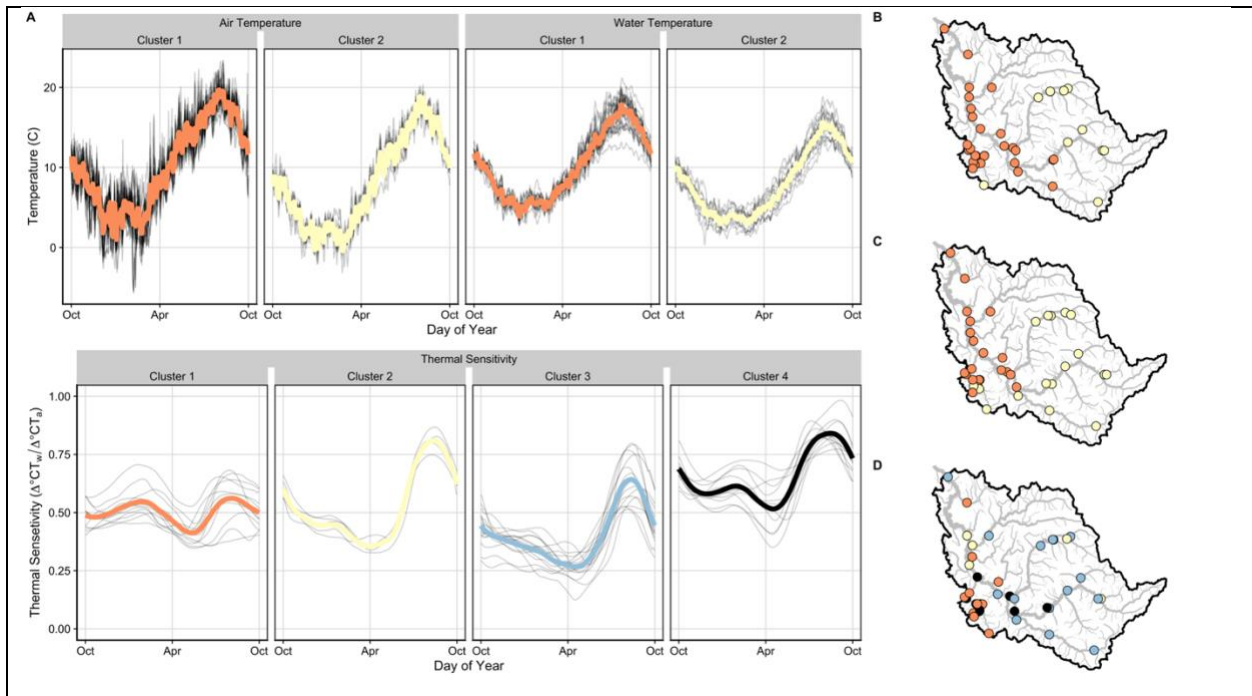 A
Air Temperature
Water Temperature
Cluster 1
Cluster 2
Cluster 1
Cluster 2
Temperature (C)
20
10
0
Oct
Apr
Oct
Oct
Apr
Oct
Oct
Apr
Oct
Oct
Apr
Oct
Day of Year
Thermal Sensitivity
Cluster 1
Cluster 2
Cluster 3
Cluster 4
Thermal Sensetivity (Δ°CTw/Δ°CTa)
1.00
0.75
0.50
0.25
0.00
Oct
Apr
Oct
Oct
Apr
Oct
Oct
Apr
Oct
Oct
Apr
Oct
Day of Year
B
C
D